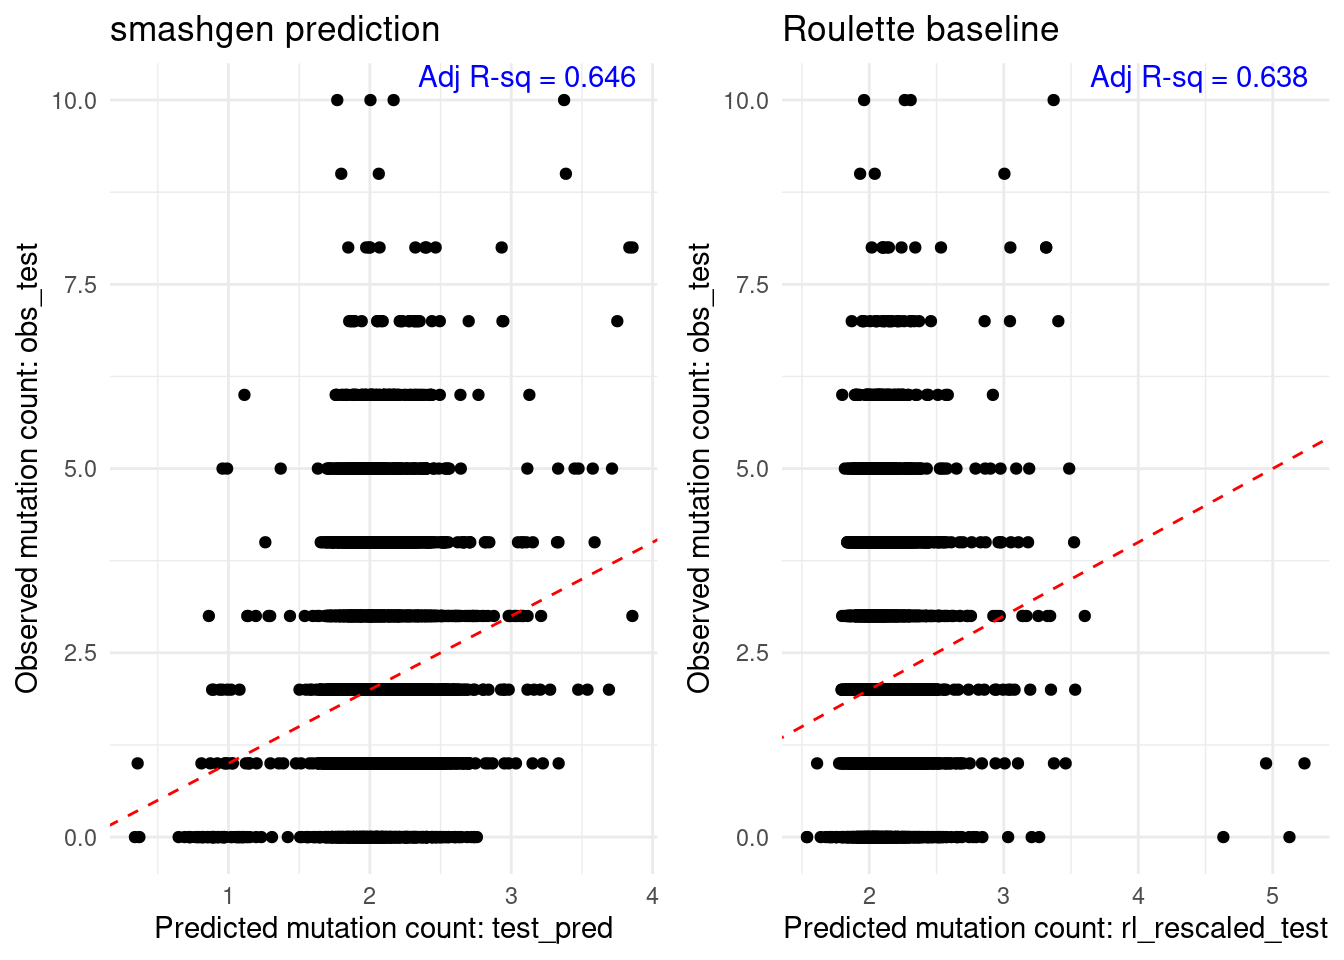 smashgen prediction
Adj R-sq = 0.646
Observed mutation count: obs_test
10.0
7.5
5.0
2.5
0.0
1
2
3
4
Predicted mutation count: test_pred
Roulette baseline
Adj R-sq = 0.638
Observed mutation count: obs_test
10.0
7.5
5.0
2.5
0.0
2
3
4
5
Predicted mutation count: rl_rescaled_test